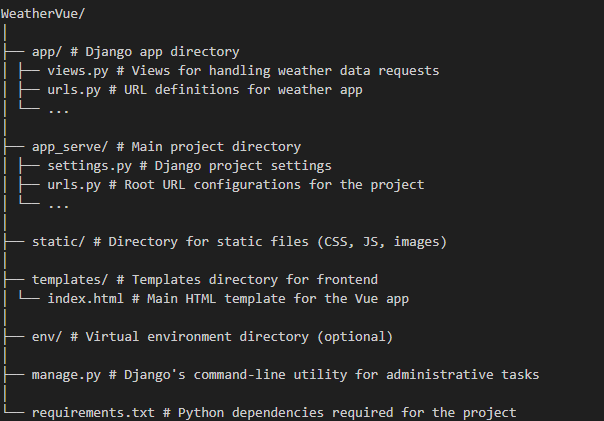 WeatherVue/
│
├── app/ # Django app directory
│ ├── views.py # Views for handling weather data requests
│ ├── urls.py # URL definitions for weather app
│ └── ...
│
├── app_serve/ # Main project directory
│ ├── settings.py # Django project settings
│ ├── urls.py # Root URL configurations for the project
│ └── ...
│
├── static/ # Directory for static files (CSS, JS, images)
│
├── templates/ # Templates directory for frontend
│ └── index.html # Main HTML template for the Vue app
│
├── env/ # Virtual environment directory (optional)
│
├── manage.py # Django's command-line utility for administrative tasks
│
└── requirements.txt # Python dependencies required for the project